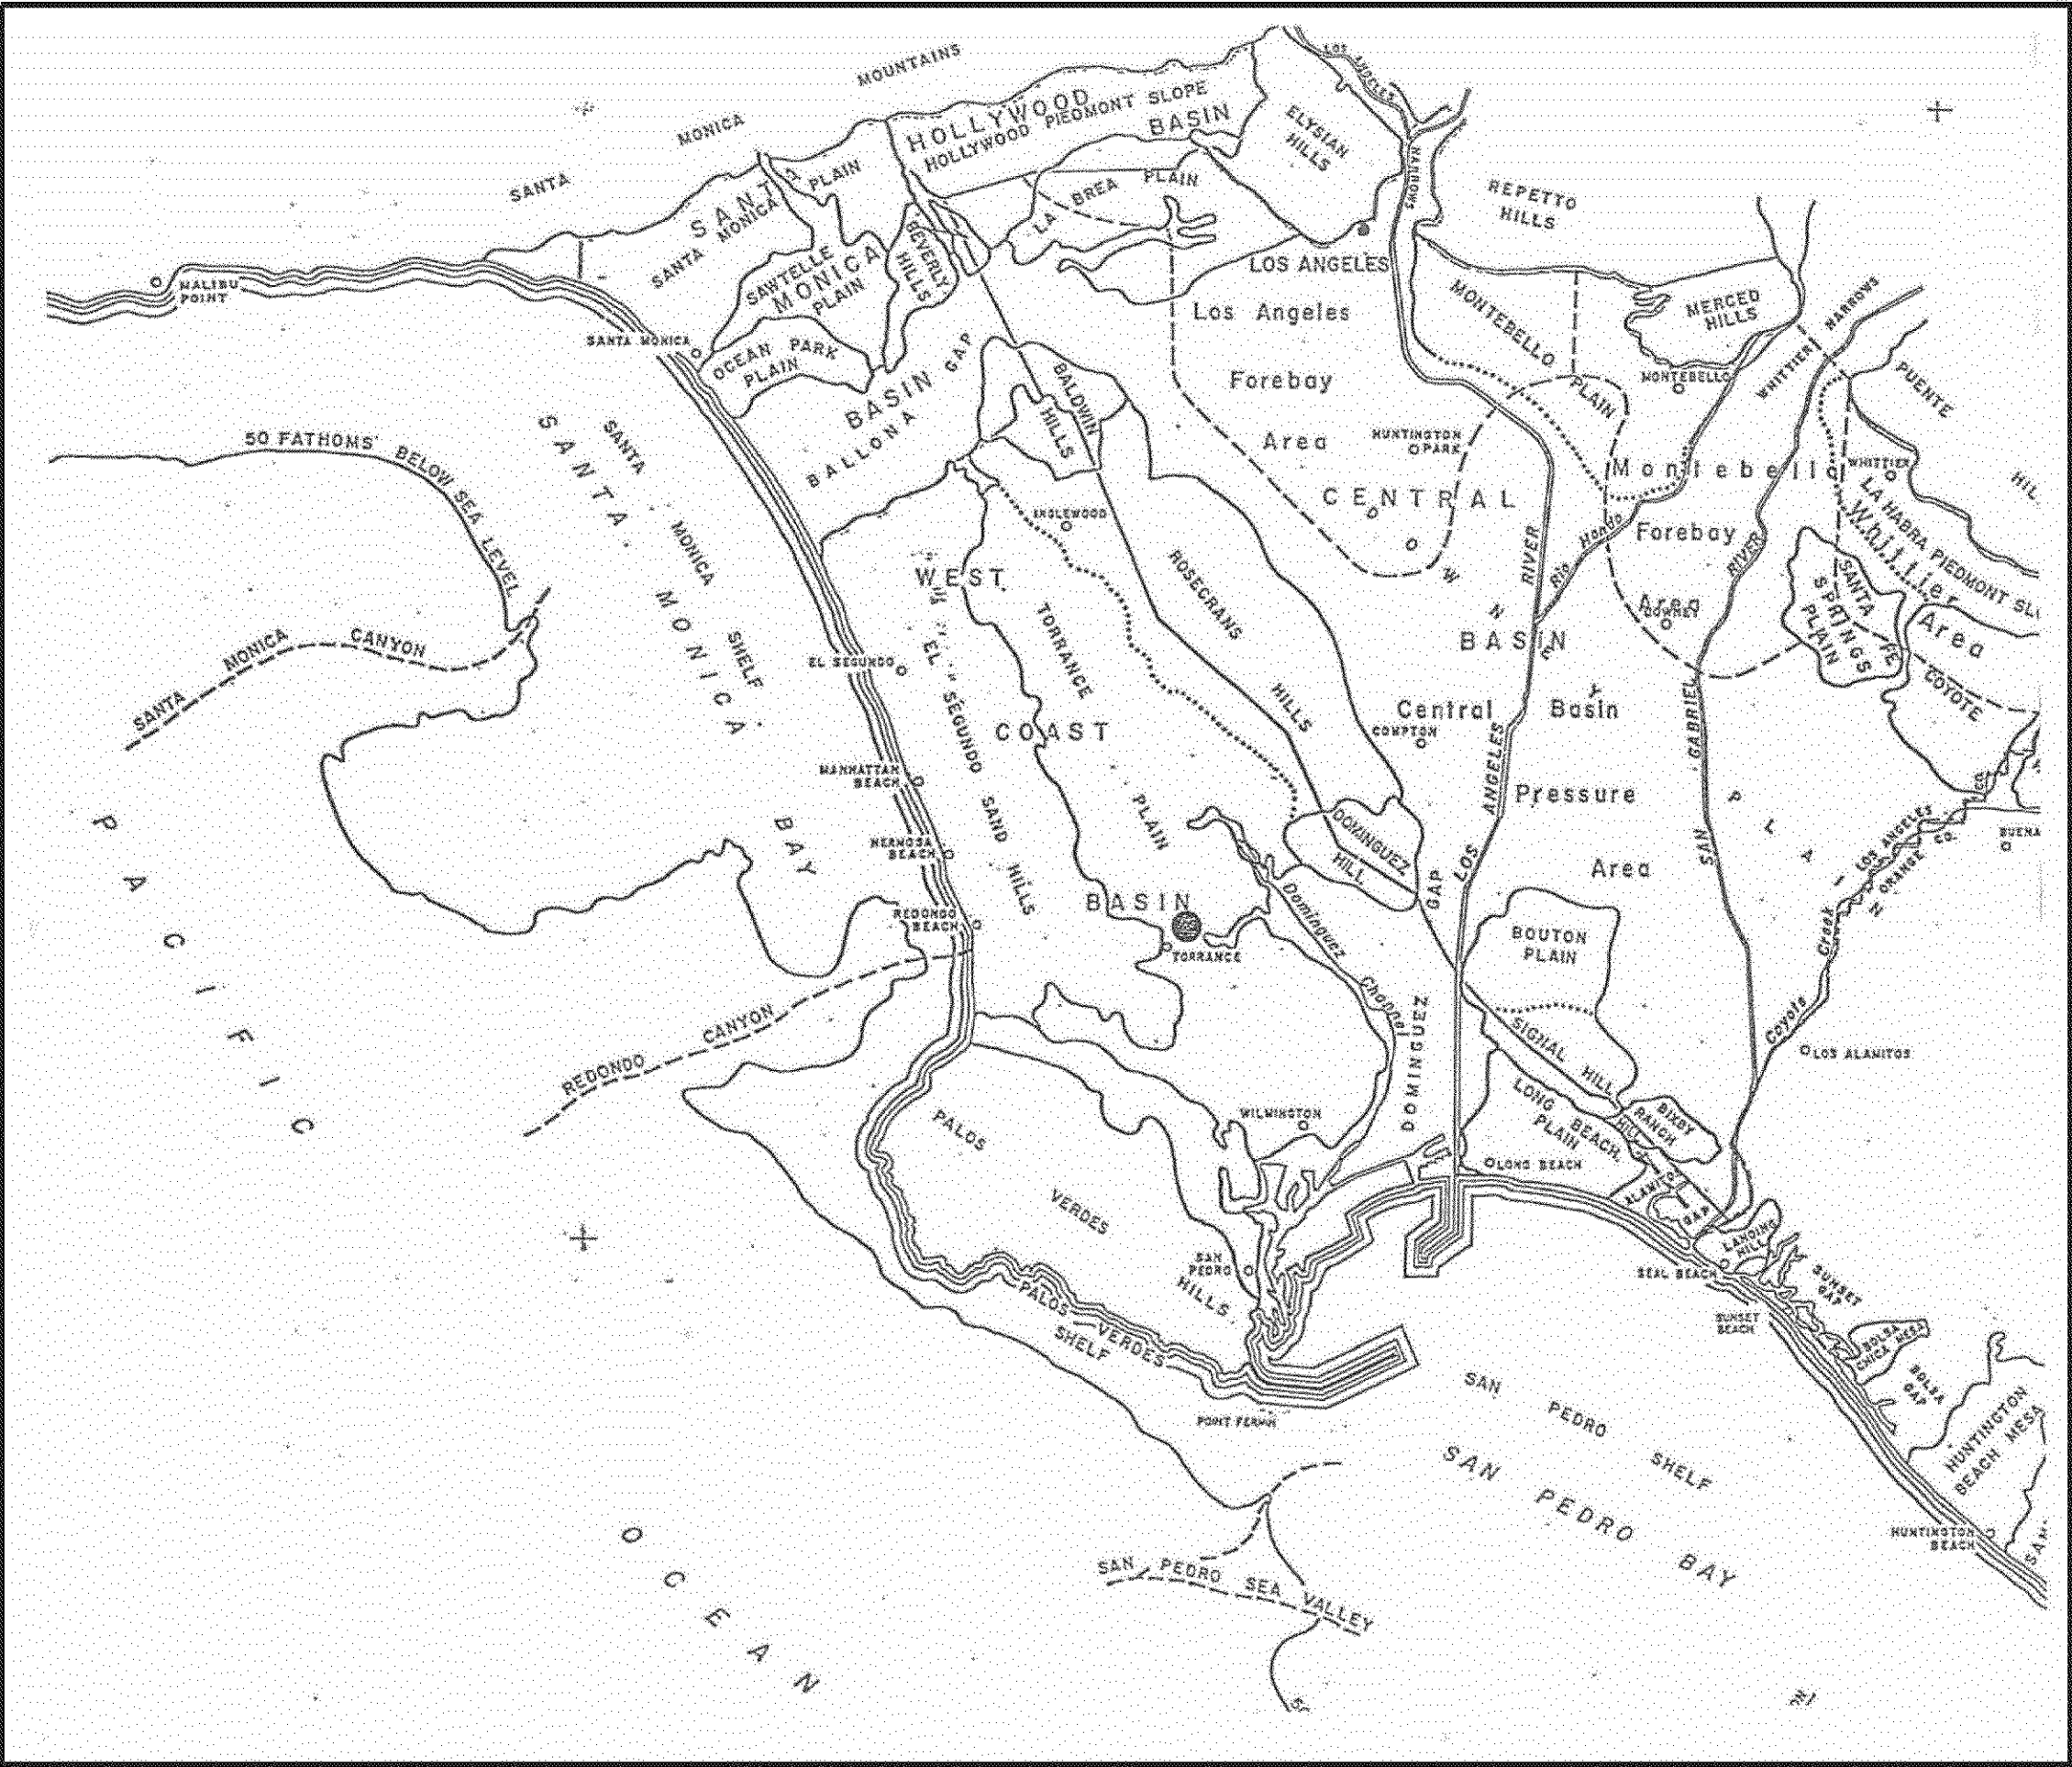 MOUNTAINS
MONICA
SANTA
HOLLYWOOD
HOLLYWOOD PIEDMONT SLOPE
BASIN
LOS ANGELES
NARROWS
ELYSIAN
HILLS
REPETTO
HILLS
SANTA
MONICA
BASIN
SANTA MONICA PLAIN
LA BREA PLAIN
SAWTELLE
PLAIN
BEVERLY
HILLS
MALIBU
POINT
SANTA MONICA
OCEAN PARK
PLAIN
BALLONA GAP
BALDWIN
HILLS
LOS ANGELES
Los Angeles
Forebay
Area
MONTEBELLO PLAIN
MERCED
HILLS
MONTEBELLO
WHITTIER NARROWS
PUENTE
HIL
HUNTINGTON
PARK
CENTRAL
BASIN
Montebello
Forebay
Area
WHITTIER
LA HABRA PIEDMONT SL
Whittier
Area
SANTA FE
SPRINGS
PLAIN
COYOTE
50 FATHOMS' BELOW SEA LEVEL
SANTA MONICA SHELF
SANTA MONICA BAY
SANTA MONICA CANYON
INGLEWOOD
WEST
COAST
BASIN
ROSECRANS HILLS
TORRANCE PLAIN
EL SEGUNDO SAND HILLS
EL SEGUNDO
MANHATTAN
BEACH
HERMOSA
BEACH
REDONDO
BEACH
TORRANCE
Rio Hondo
LOS ANGELES RIVER
SAN GABRIEL RIVER
Central Basin
Pressure
Area
COMPTON
DOMINGUEZ
HILL
DOMINGUEZ GAP
Dominguez Channel
PLAIN
LOS ANGELES CO.
ORANGE CO.
BUENA
Coyote Creek
LOS ALAMITOS
BOUTON
PLAIN
SIGNAL HILL
LONG BEACH
PLAIN
BIXBY
RANCH
HILL
ALAMITOS
GAP
LONG BEACH
LANDING
HILL
SEAL BEACH
SUNSET
GAP
SUNSET
BEACH
BOLSA
CHICA
MESA
BOLSA
GAP
HUNTINGTON
BEACH MESA
HUNTINGTON
BEACH
SAN
REDONDO CANYON
PALOS
VERDES
HILLS
WILMINGTON
SAN
PEDRO
PALOS VERDES
SHELF
POINT FERMIN
SAN PEDRO SHELF
SAN PEDRO BAY
SAN PEDRO SEA VALLEY
PACIFIC
OCEAN